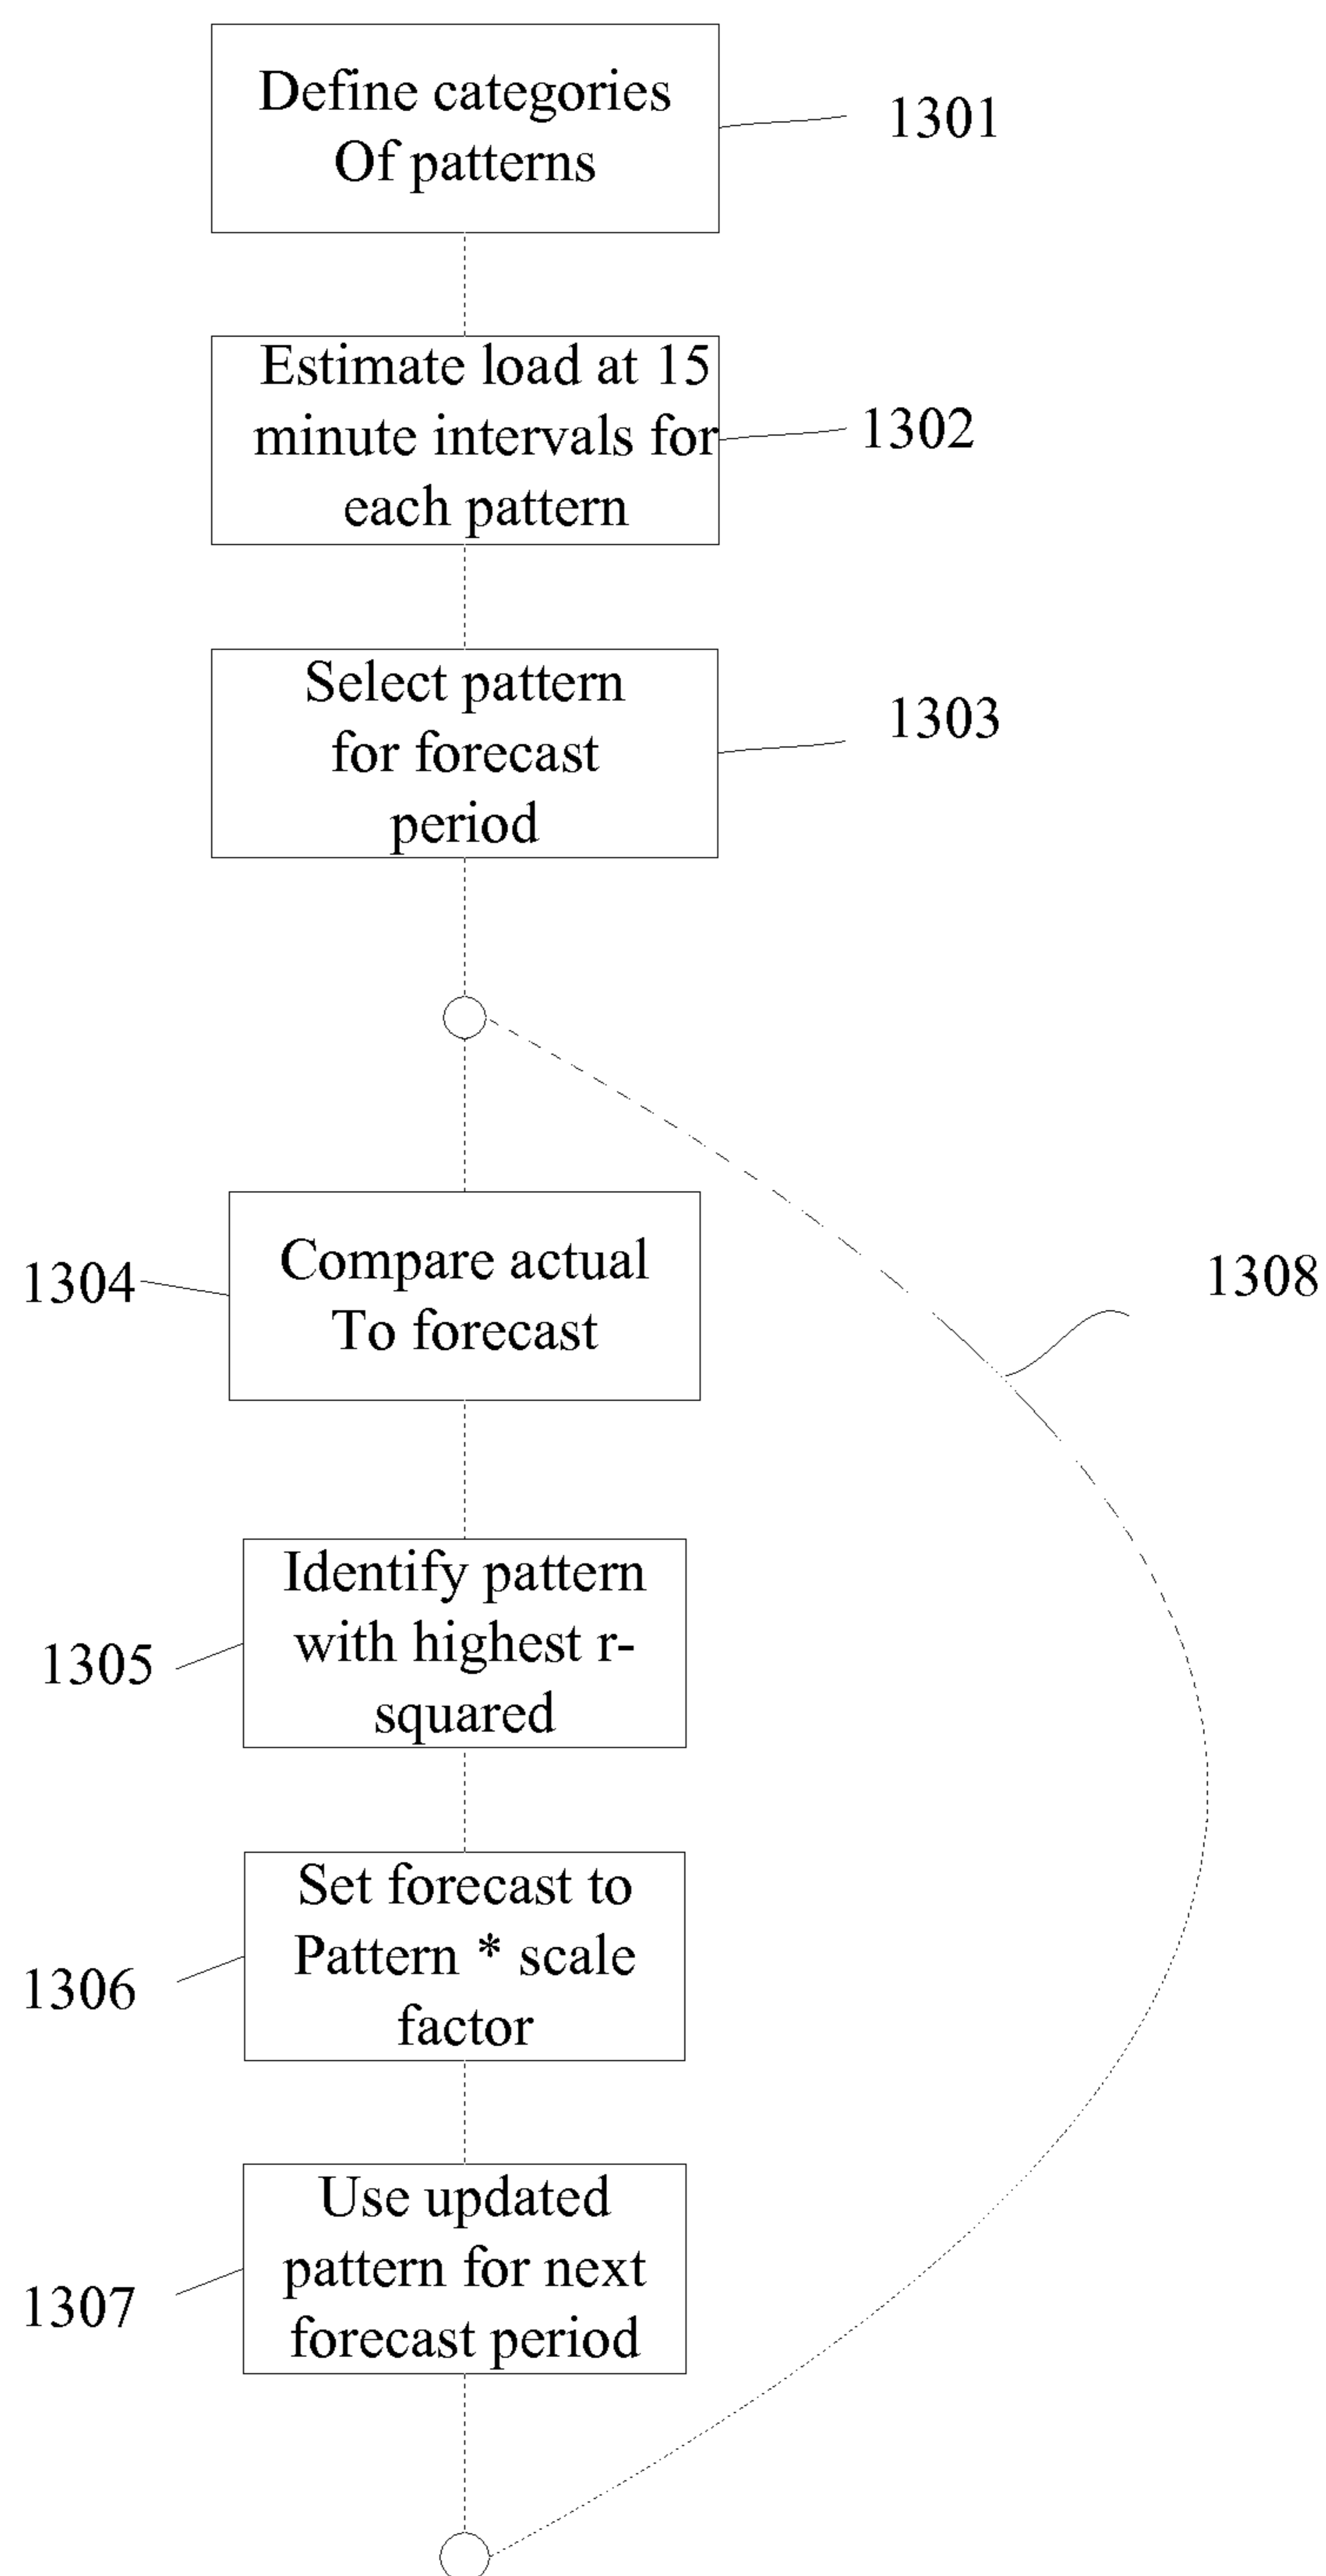 Define categories
Of patterns
1301
Estimate load at 15
minute intervals for
each pattern
1302
Select pattern
for forecast
period
1303
Compare actual
To forecast
1304
1308
Identify pattern
with highest r-
squared
1305
Set forecast to
Pattern * scale
factor
1306
Use updated
pattern for next
forecast period
1307